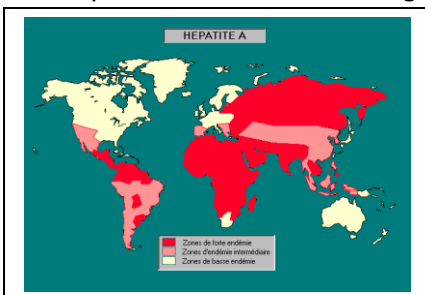 HEPATITE A
Zones de forte endémie
Zones d'endémie intermédiaire
Zones de basse endémie